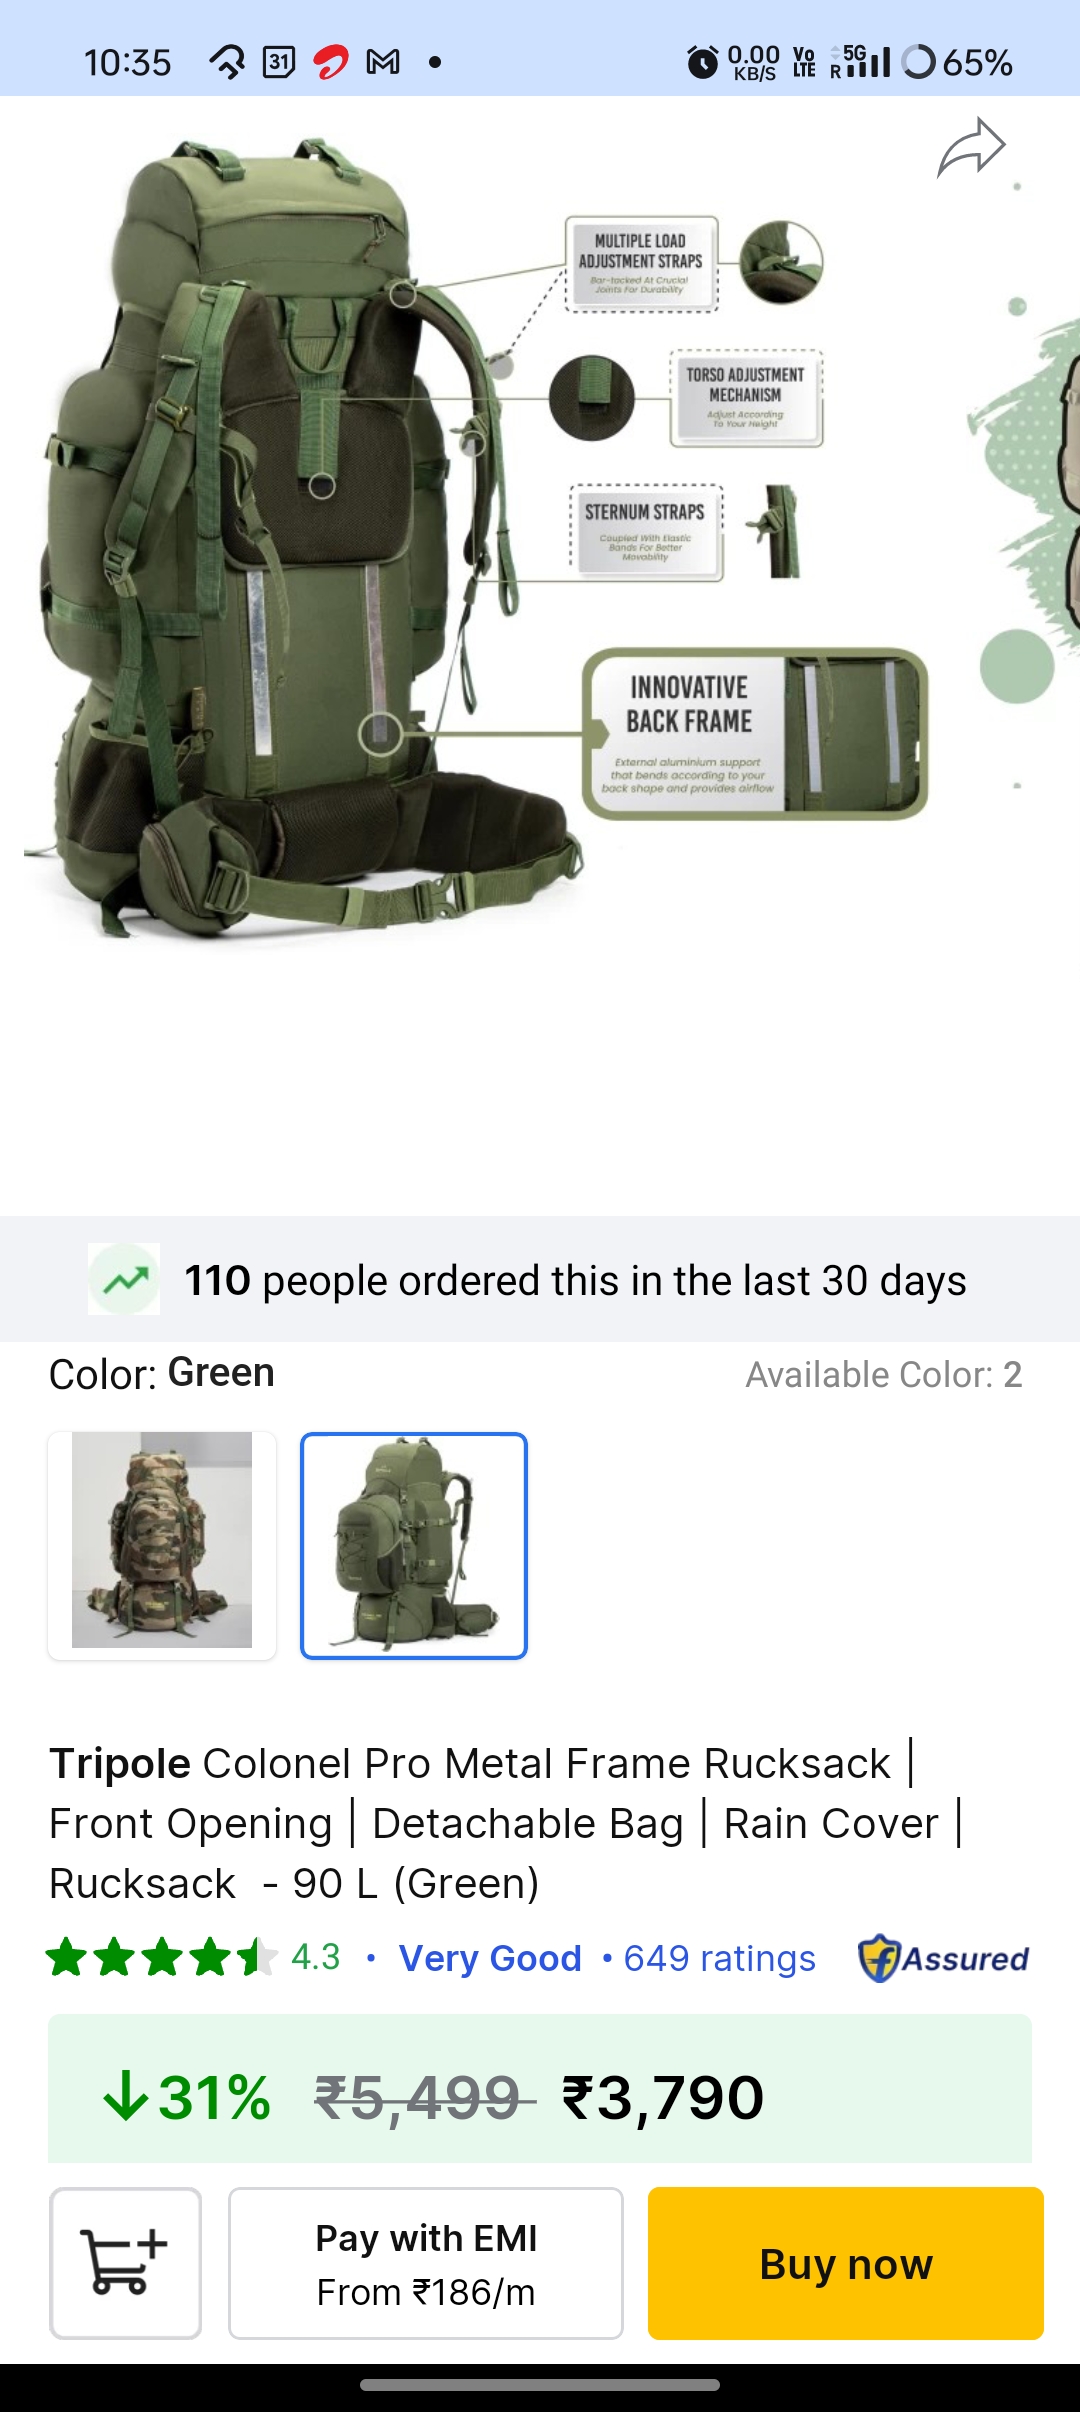 10:35
31
0.00 KB/S
Vo LTE
5G
R
65%
MULTIPLE LOAD
ADJUSTMENT STRAPS
Bar-tacked At Crucial
Joints For Durability
TORSO ADJUSTMENT
MECHANISM
Adjust According
To Your Height
STERNUM STRAPS
Coupled With Elastic
Bands For Better
Movability
INNOVATIVE
BACK FRAME
External aluminium support
that bends according to your
back shape and provides airflow
110 people ordered this in the last 30 days
Color: Green
Available Color: 2
Tripole Colonel Pro Metal Frame Rucksack |
Front Opening | Detachable Bag | Rain Cover |
Rucksack - 90 L (Green)
4.3 • Very Good • 649 ratings
f Assured
↓31% ₹5,499 ₹3,790
Pay with EMI
From ₹186/m
Buy now